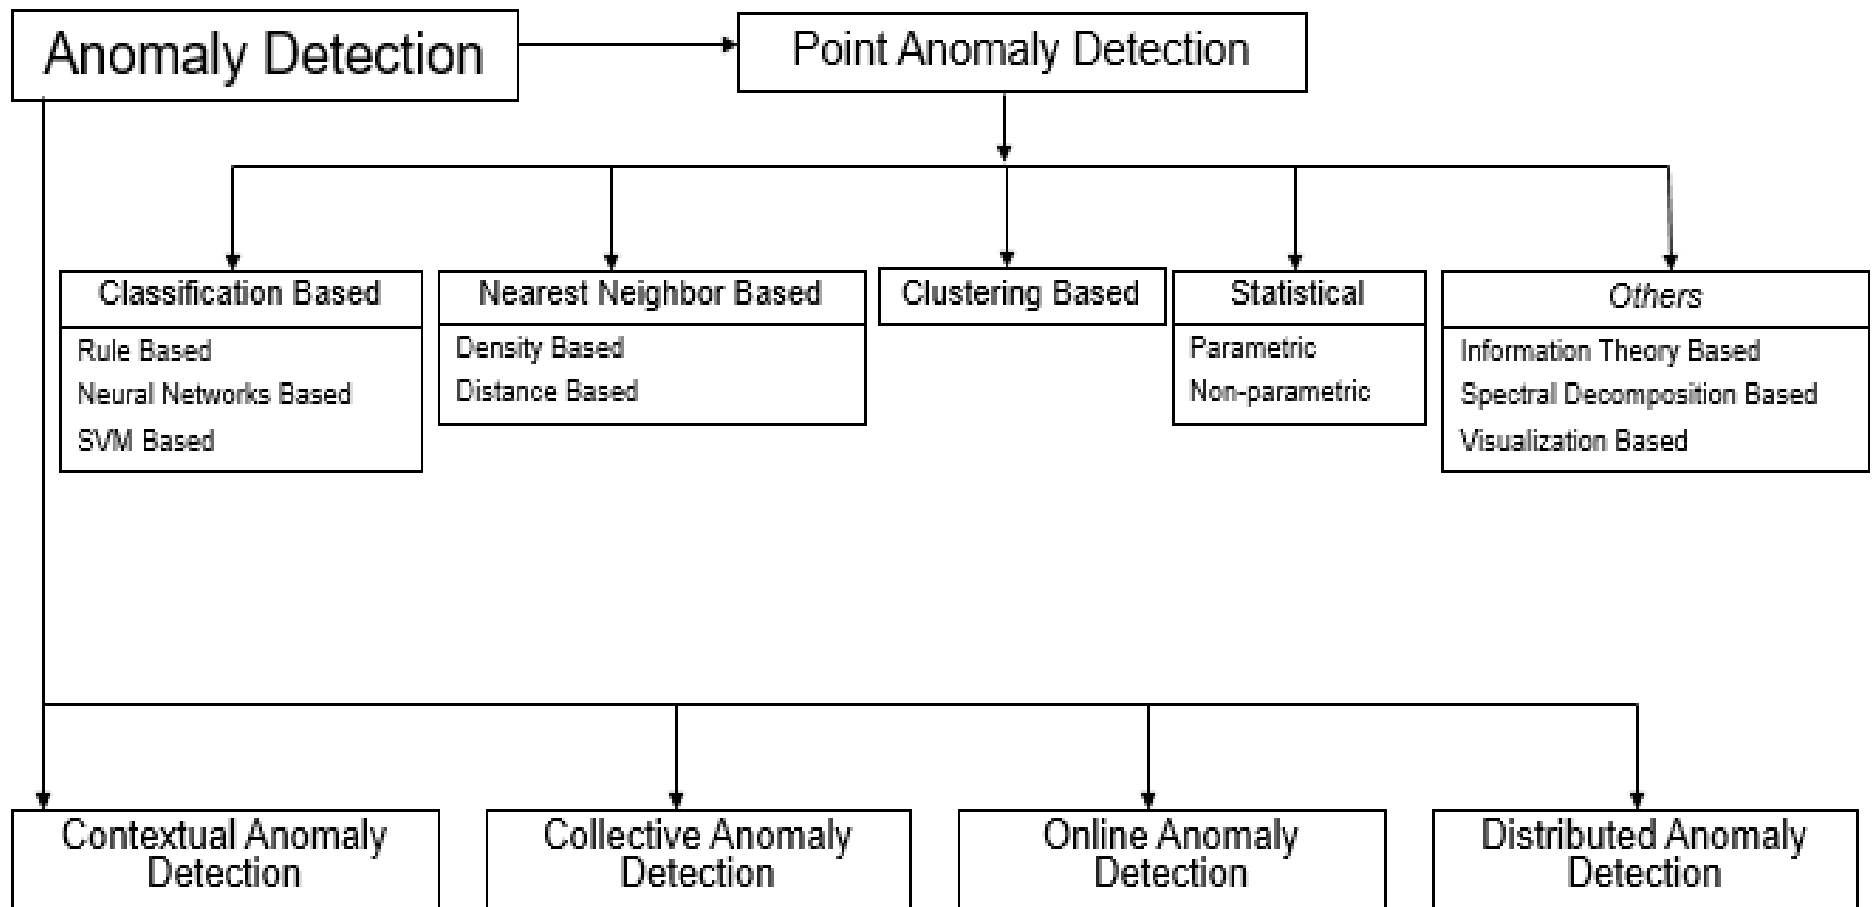 Anomaly Detection
Point Anomaly Detection
Classification Based
Rule Based
Neural Networks Based
SVM Based
Nearest Neighbor Based
Density Based
Distance Based
Clustering Based
Statistical
Parametric
Non-parametric
Others
Information Theory Based
Spectral Decomposition Based
Visualization Based
Contextual Anomaly
Detection
Collective Anomaly
Detection
Online Anomaly
Detection
Distributed Anomaly
Detection